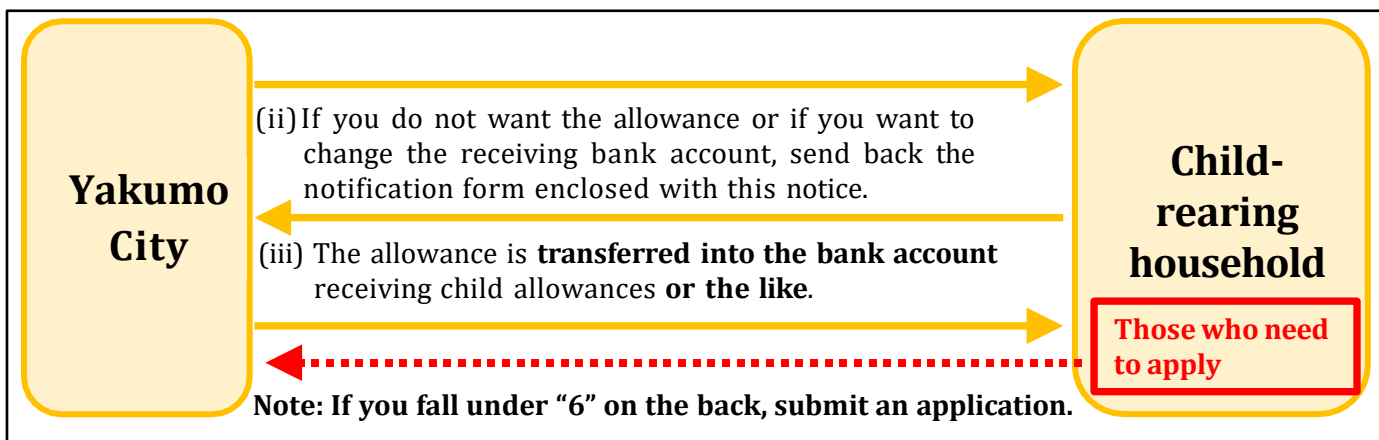 Yakumo
City
(ii) If you do not want the allowance or if you want to
change the receiving bank account, send back the
notification form enclosed with this notice.
(iii) The allowance is transferred into the bank account
receiving child allowances or the like.
Note: If you fall under “6” on the back, submit an application.
Child-
rearing
household
Those who need
to apply